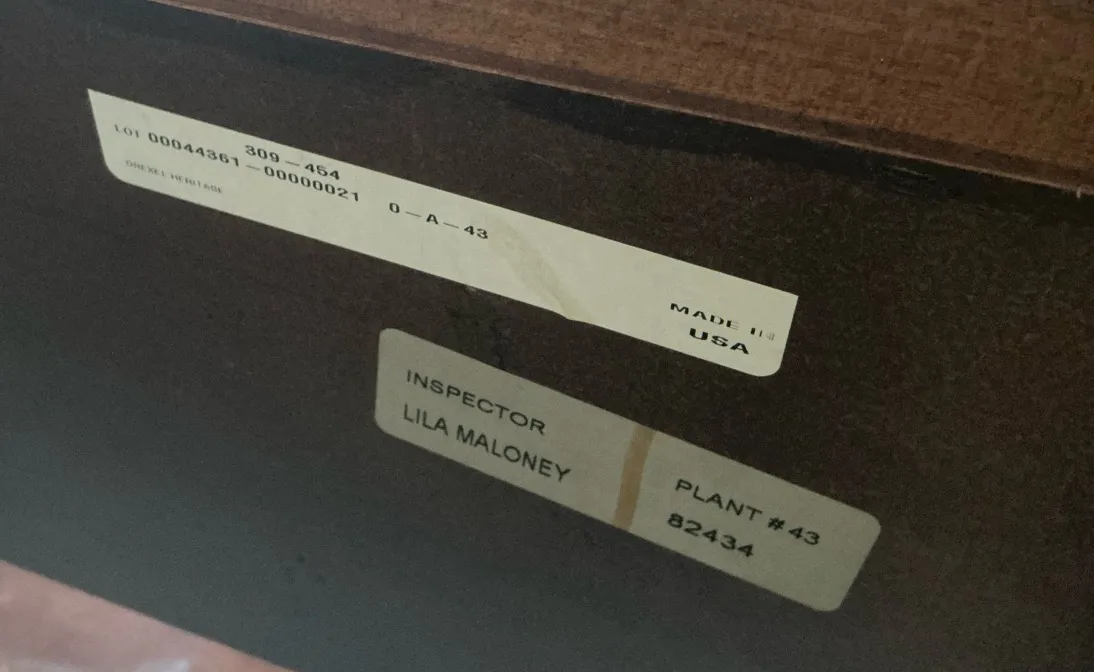 309-454
LOT 00044361-00000021 0-A-43
DREXEL HERITAGE
MADE IN
USA
INSPECTOR
LILA MALONEY
PLANT #43
82434